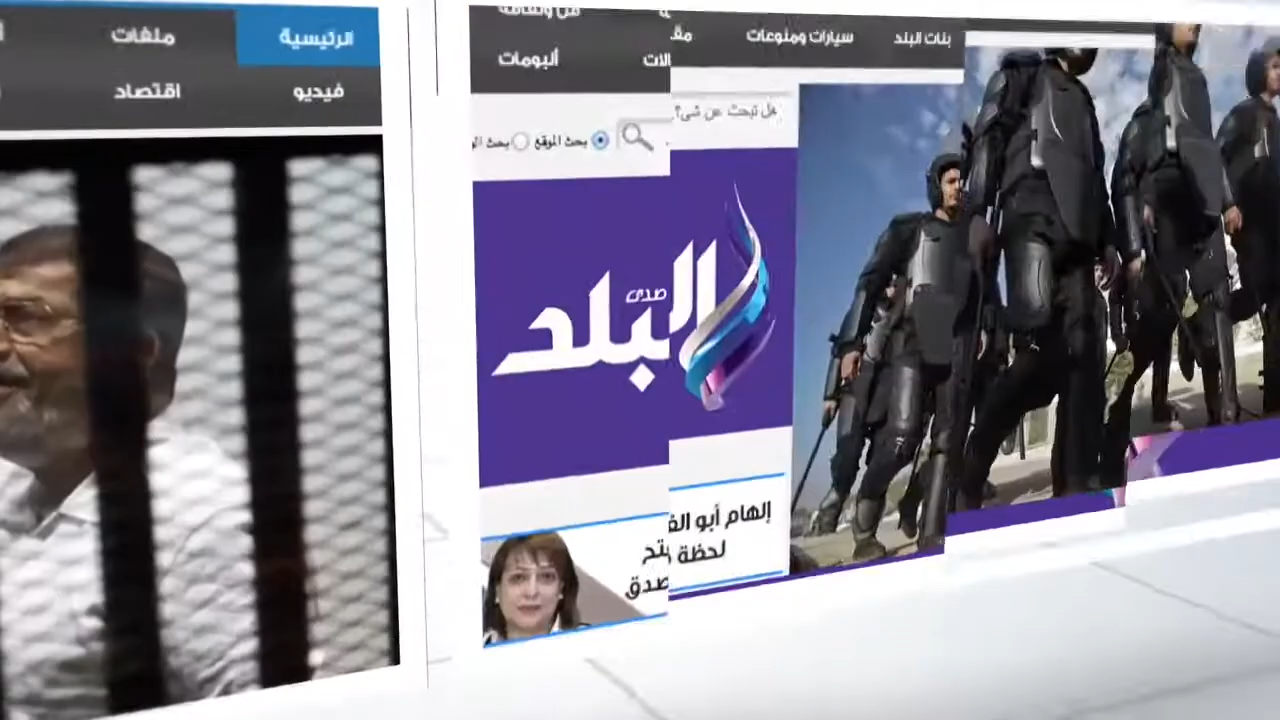 الرئيسية
ملفات
فيديو
اقتصاد
بنات البلد
سيارات ومنوعات
ألبومات
هل تبحث عن شئ؟
بحث الموقع
صدى
البلد
إلهام أبو
لحظة